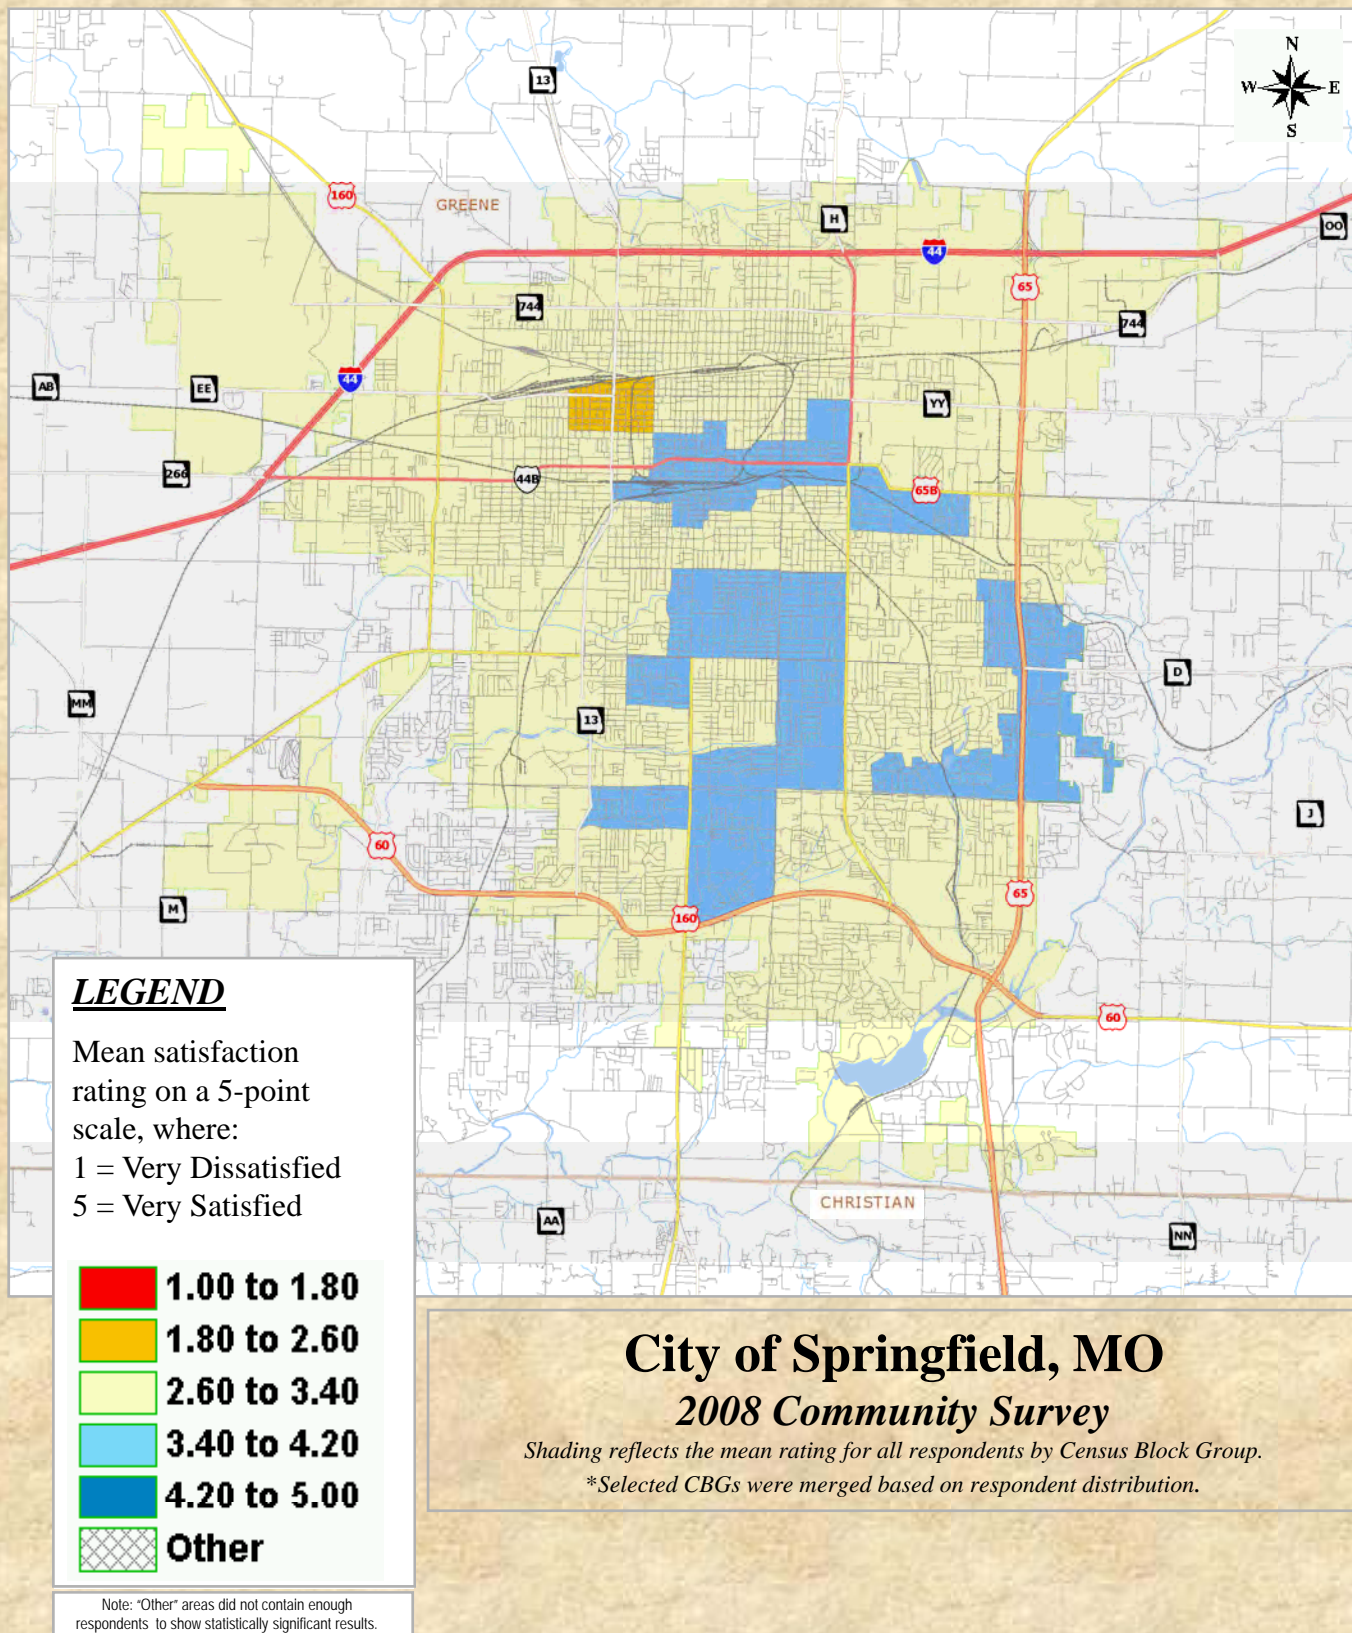 N
W E
S
13
160
GREENE
H
OO
44
65
744
744
44
AB
EE
YY
266
44B
65B
D
MM
13
J
60
65
M
160
60
CHRISTIAN
AA
NN
LEGEND
Mean satisfaction
rating on a 5-point
scale, where:
1 = Very Dissatisfied
5 = Very Satisfied
1.00 to 1.80
1.80 to 2.60
2.60 to 3.40
3.40 to 4.20
4.20 to 5.00
Other
Note: “Other” areas did not contain enough
respondents to show statistically significant results.
City of Springfield, MO
2008 Community Survey
Shading reflects the mean rating for all respondents by Census Block Group.
*Selected CBGs were merged based on respondent distribution.